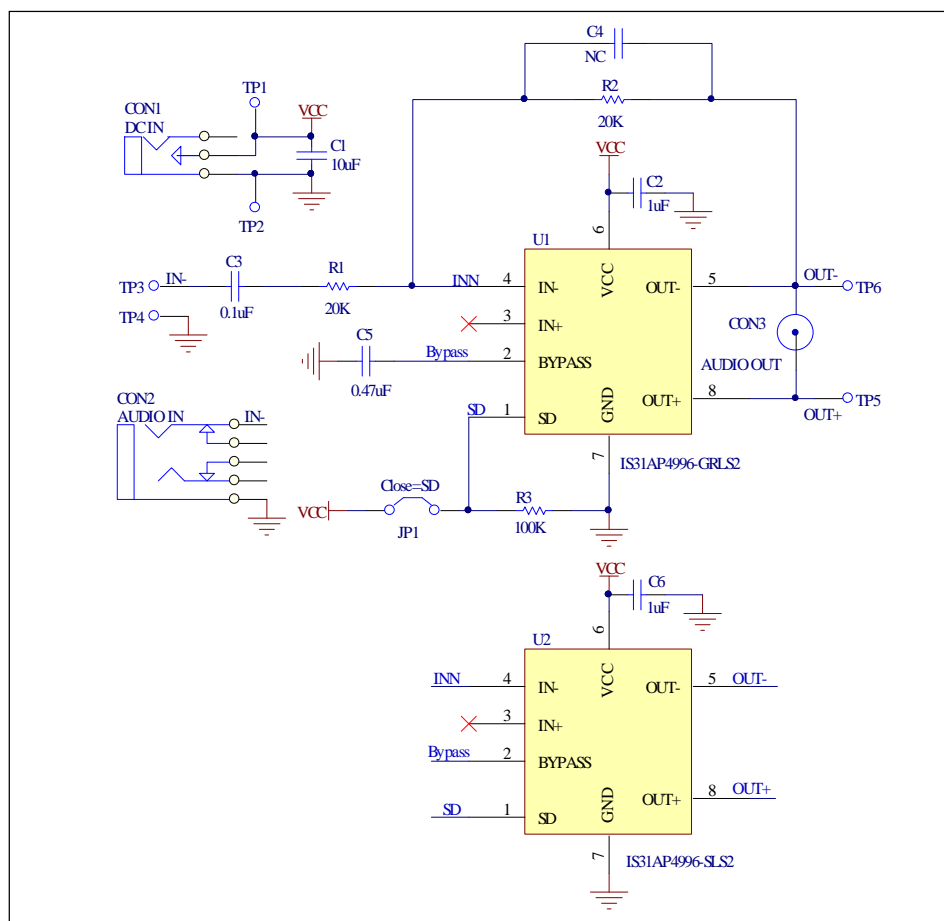 C4
NC
R2
20K
TP1
CON1
DC IN
VCC
C1
10uF
TP2
VCC
C2
1uF
6
U1
C3
R1
IN-
INN
4
IN-
VCC
OUT-
5
OUT-
TP3
TP6
0.1uF
20K
TP4
3
IN+
CON3
C5
Bypass
2
BYPASS
AUDIO OUT
0.47uF
CON2
AUDIO IN
IN-
SD
1
SD
GND
OUT+
8
TP5
OUT+
7
IS31AP4996-GRLS2
Close=SD
R3
VCC
JP1
100K
VCC
C6
1uF
6
U2
INN
4
IN-
VCC
OUT-
5
OUT-
3
IN+
Bypass
2
BYPASS
SD
1
SD
GND
OUT+
8
OUT+
7
IS31AP4996-SLS2